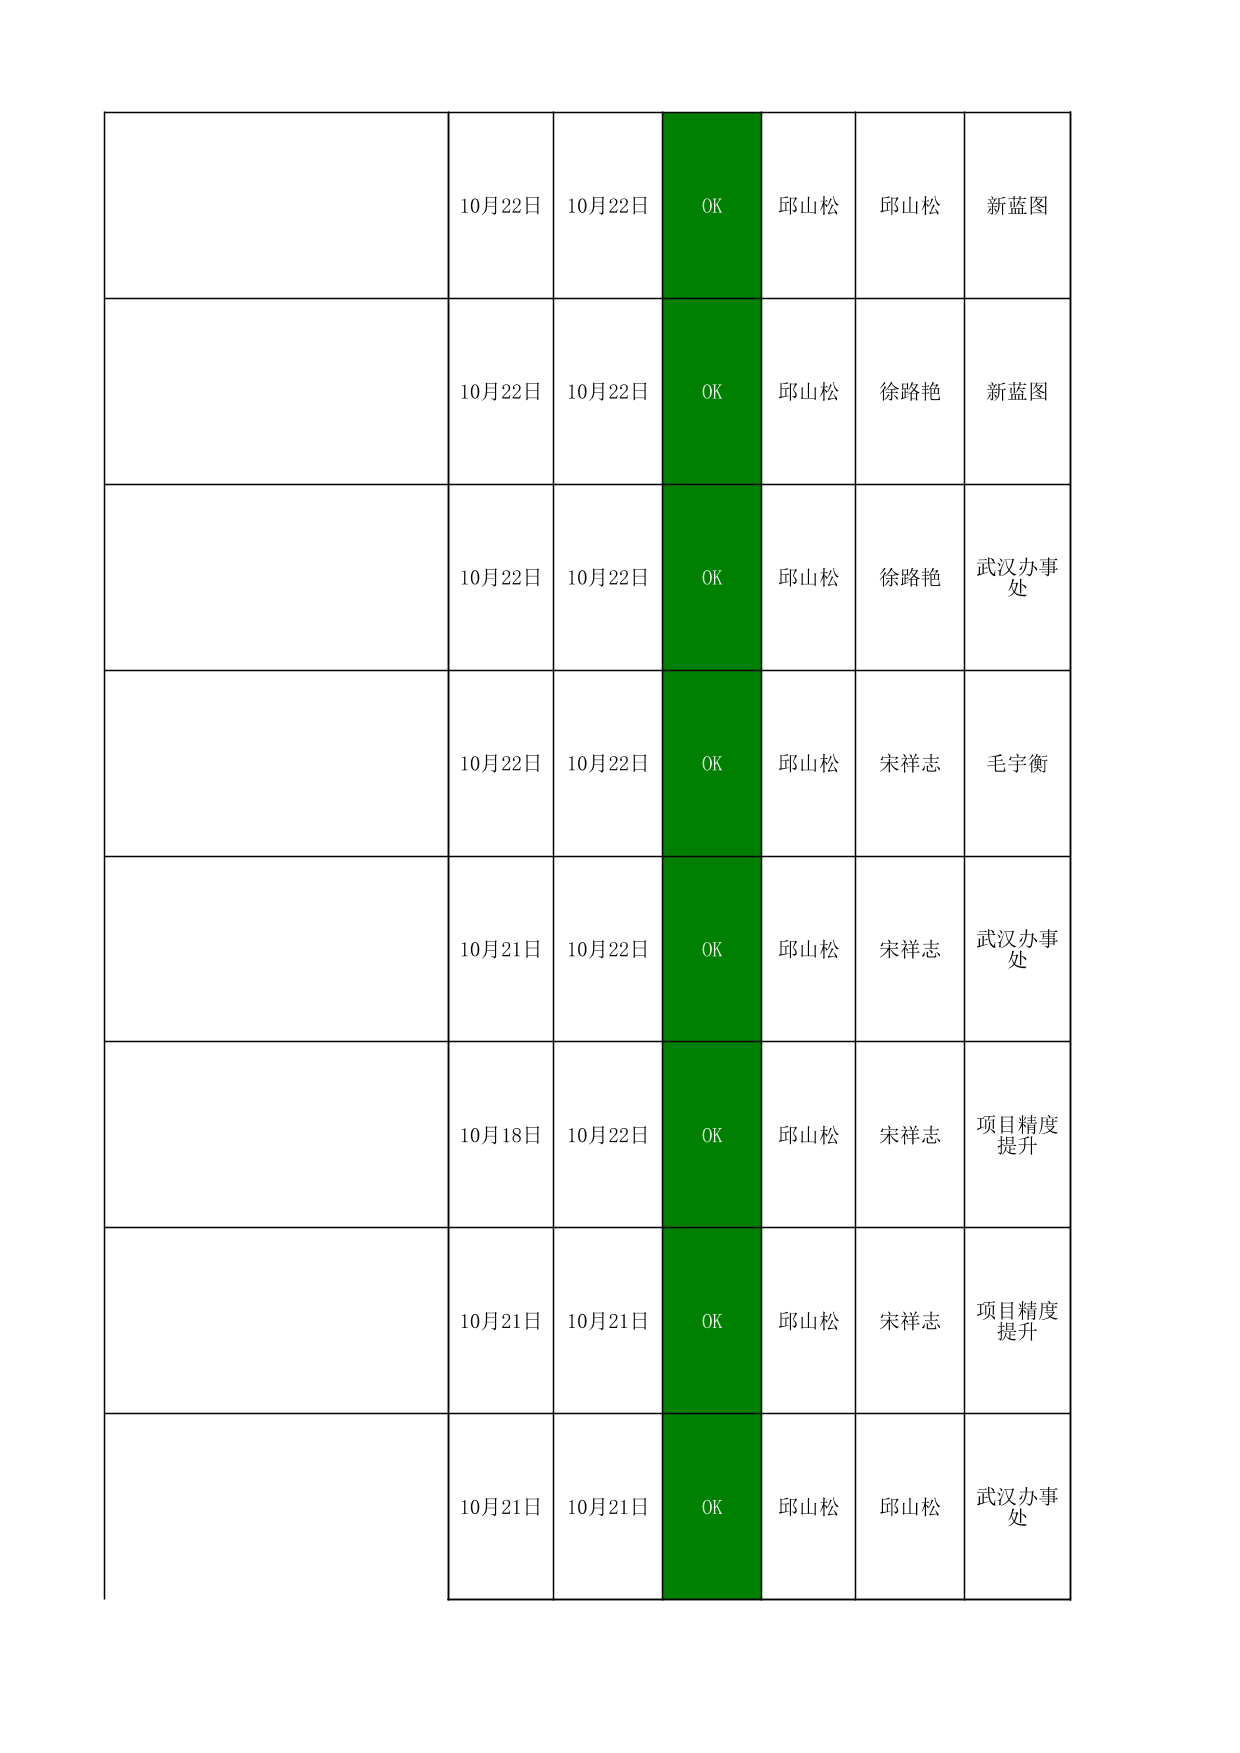 10月22日 10月22日 OK 邱山松 邱山松 新蓝图
10月22日 10月22日 OK 邱山松 徐路艳 新蓝图
10月22日 10月22日 OK 邱山松 徐路艳 武汉办事
处
10月22日 10月22日 OK 邱山松 宋祥志 毛宇衡
10月21日 10月22日 OK 邱山松 宋祥志 武汉办事
处
10月18日 10月22日 OK 邱山松 宋祥志 项目精度
提升
10月21日 10月21日 OK 邱山松 宋祥志 项目精度
提升
10月21日 10月21日 OK 邱山松 邱山松 武汉办事
处